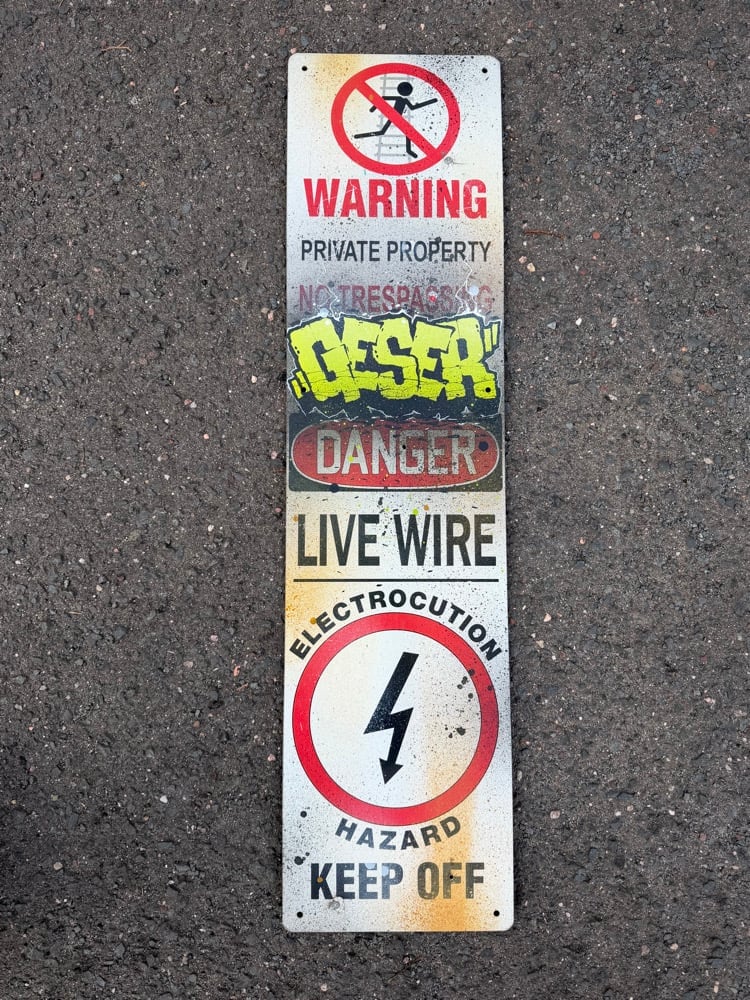 WARNING
PRIVATE PROPERTY
NO TRESPASSING
"GESER"
DANGER
LIVE WIRE
ELECTROCUTION
HAZARD
KEEP OFF